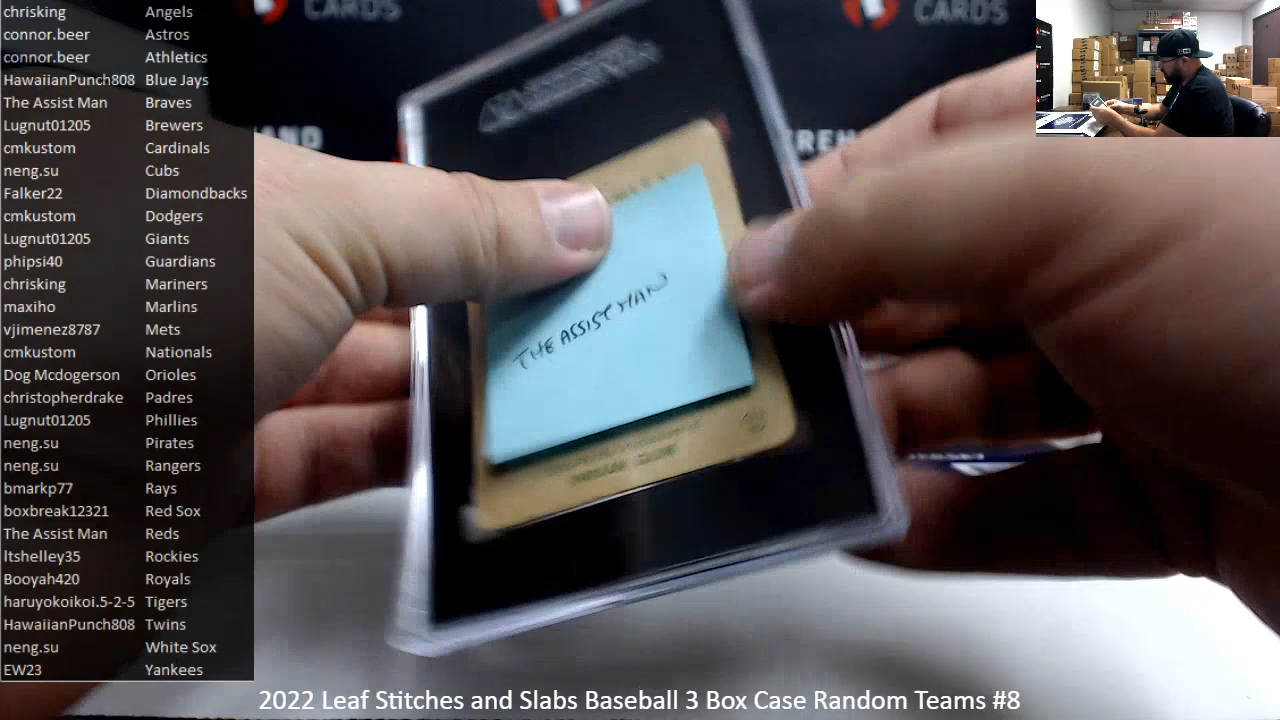 chrisking Angels
connor.beer Astros
connor.beer Athletics
HawaiianPunch808 Blue Jays
The Assist Man Braves
Lugnut01205 Brewers
cmkustom Cardinals
neng.su Cubs
Falker22 Diamondbacks
cmkustom Dodgers
Lugnut01205 Giants
phipsi40 Guardians
chrisking Mariners
maxiho Marlins
vjimenez8787 Mets
cmkustom Nationals
Dog Mcdogerson Orioles
christopherdrake Padres
Lugnut01205 Phillies
neng.su Pirates
neng.su Rangers
bmarkp77 Rays
boxbreak12321 Red Sox
The Assist Man Reds
ltshelley35 Rockies
Booyah420 Royals
haruyokoikoi.5-2-5 Tigers
HawaiianPunch808 Twins
neng.su White Sox
EW23 Yankees
CARDS
CARDS
THE ASSIST MAN
2022 Leaf Stitches and Slabs Baseball 3 Box Case Random Teams #8